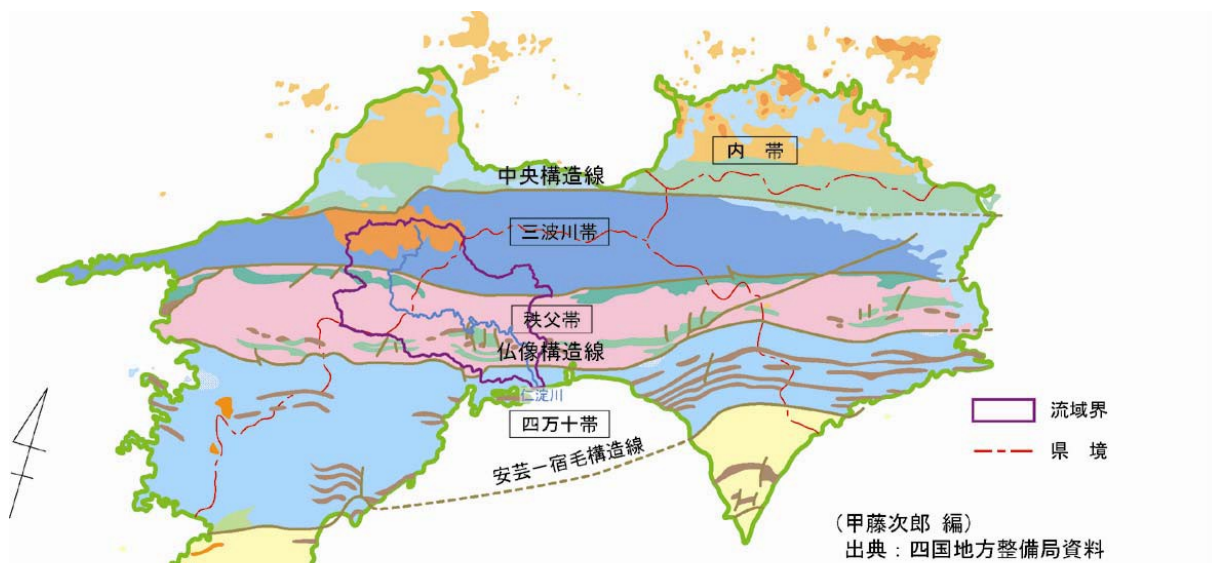 内 帯
中央構造線
三波川帯
秩父帯
仏像構造線
仁淀川
四万十帯
安芸ー宿毛構造線
流域界
県 境
(甲藤次郎 編)
出典:四国地方整備局資料